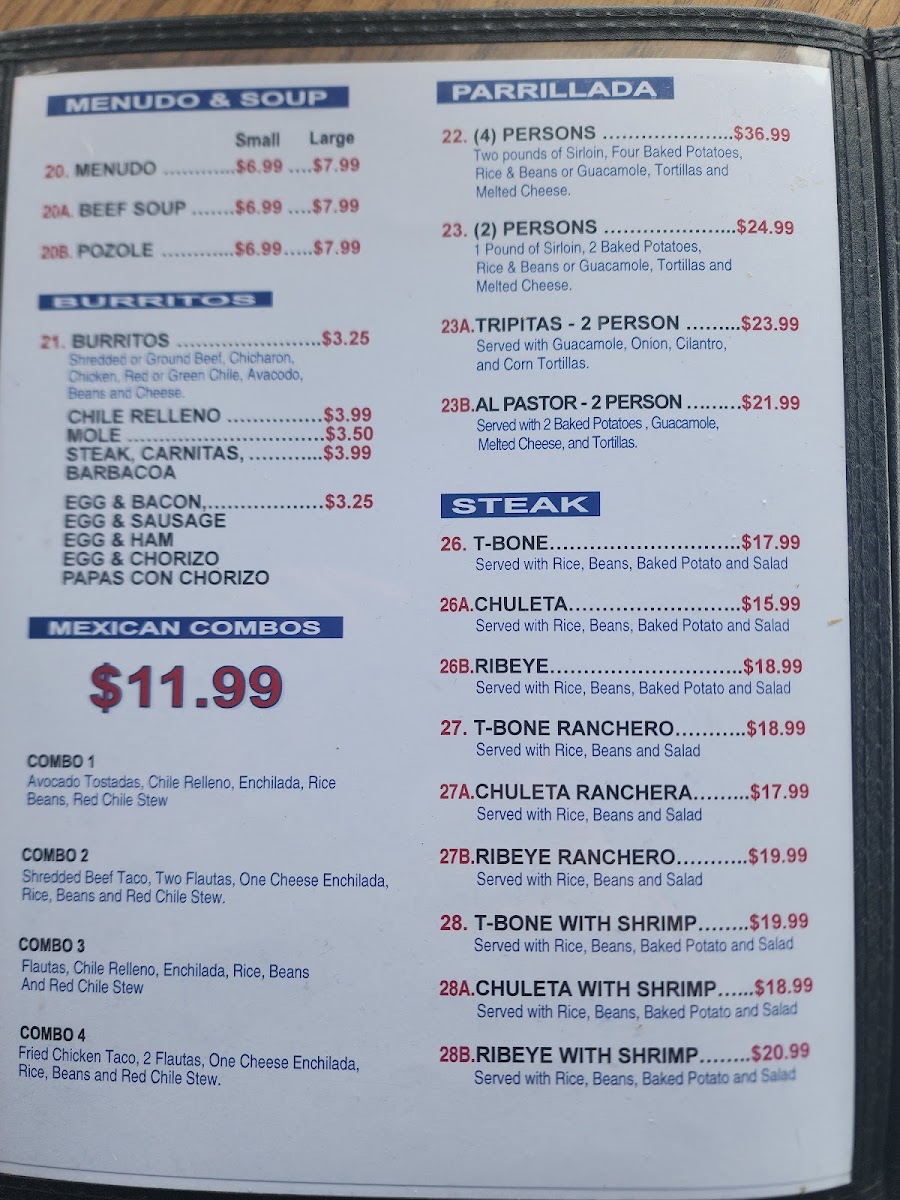 MENUDO & SOUP
Small Large
20. MENUDO ............$6.99 ....$7.99
20A. BEEF SOUP .......$6.99 ....$7.99
20B. POZOLE ............$6.99.....$7.99
BURRITOS
21. BURRITOS .......................$3.25
Shredded or Ground Beef, Chicharon,
Chicken, Red or Green Chile, Avacodo,
Beans and Cheese.
CHILE RELLENO ...............$3.99
MOLE ................................$3.50
STEAK, CARNITAS, ............$3.99
BARBACOA
EGG & BACON,...................$3.25
EGG & SAUSAGE
EGG & HAM
EGG & CHORIZO
PAPAS CON CHORIZO
MEXICAN COMBOS
$11.99
COMBO 1
Avocado Tostadas, Chile Relleno, Enchilada, Rice
Beans, Red Chile Stew
COMBO 2
Shredded Beef Taco, Two Flautas, One Cheese Enchilada,
Rice, Beans and Red Chile Stew.
COMBO 3
Flautas, Chile Relleno, Enchilada, Rice, Beans
And Red Chile Stew
COMBO 4
Fried Chicken Taco, 2 Flautas, One Cheese Enchilada,
Rice, Beans and Red Chile Stew.
PARRILLADA
22. (4) PERSONS .....................$36.99
Two pounds of Sirloin, Four Baked Potatoes,
Rice & Beans or Guacamole, Tortillas and
Melted Cheese.
23. (2) PERSONS .....................$24.99
1 Pound of Sirloin, 2 Baked Potatoes,
Rice & Beans or Guacamole, Tortillas and
Melted Cheese.
23A.TRIPITAS - 2 PERSON .........$23.99
Served with Guacamole, Onion, Cilantro,
and Corn Tortillas.
23B.AL PASTOR - 2 PERSON .........$21.99
Served with 2 Baked Potatoes , Guacamole,
Melted Cheese, and Tortillas.
STEAK
26. T-BONE..............................$17.99
Served with Rice, Beans, Baked Potato and Salad
26A.CHULETA...........................$15.99
Served with Rice, Beans, Baked Potato and Salad
26B.RIBEYE..............................$18.99
Served with Rice, Beans, Baked Potato and Salad
27. T-BONE RANCHERO...........$18.99
Served with Rice, Beans and Salad
27A.CHULETA RANCHERA.........$17.99
Served with Rice, Beans and Salad
27B.RIBEYE RANCHERO...........$19.99
Served with Rice, Beans and Salad
28. T-BONE WITH SHRIMP........$19.99
Served with Rice, Beans, Baked Potato and Salad
28A.CHULETA WITH SHRIMP......$18.99
Served with Rice, Beans, Baked Potato and Salad
28B.RIBEYE WITH SHRIMP........$20.99
Served with Rice, Beans, Baked Potato and Salad